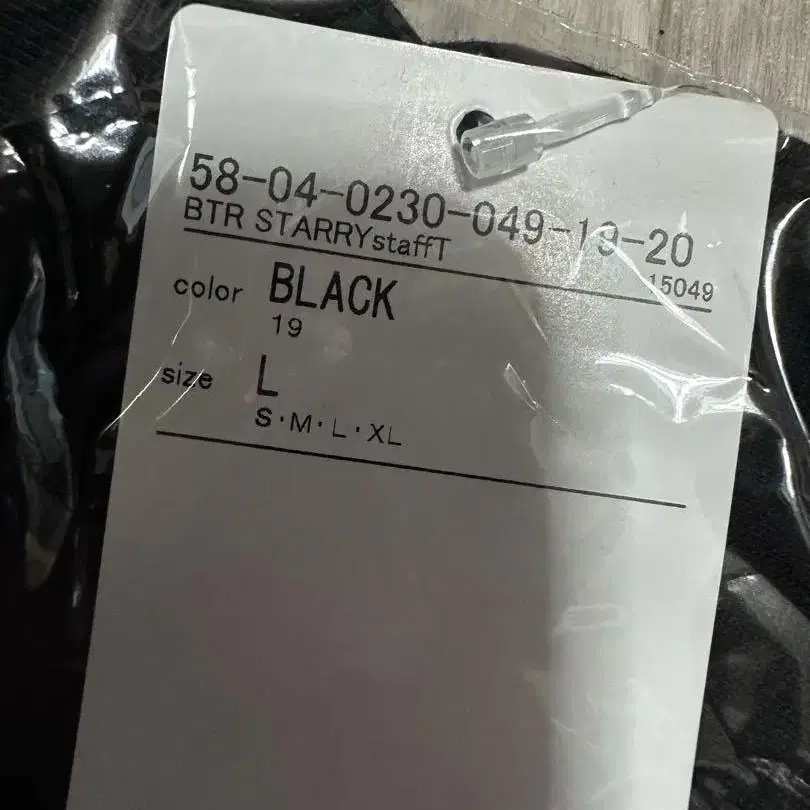 58-04-0230-049-19-20
BTR STARRYstaffT
15049
color BLACK
19
size L
S·M·L·XL